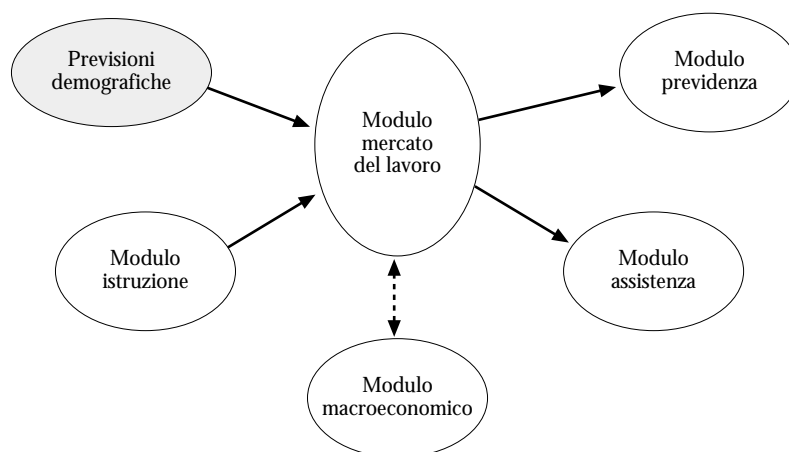 Previsioni
demografiche
Modulo
mercato
del lavoro
Modulo
previdenza
Modulo
istruzione
Modulo
assistenza
Modulo
macroeconomico